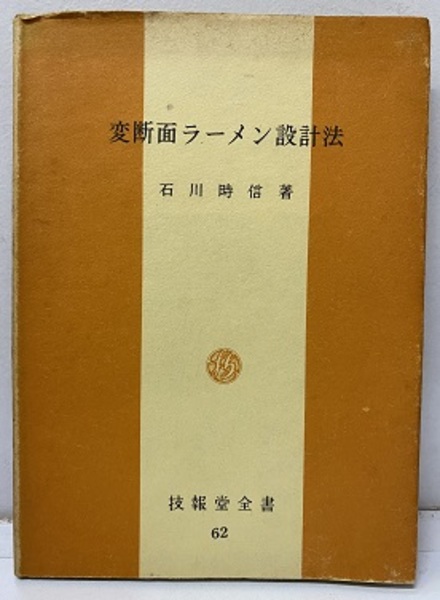 変断面ラーメン設計法
石川時信著
技報堂全書
62